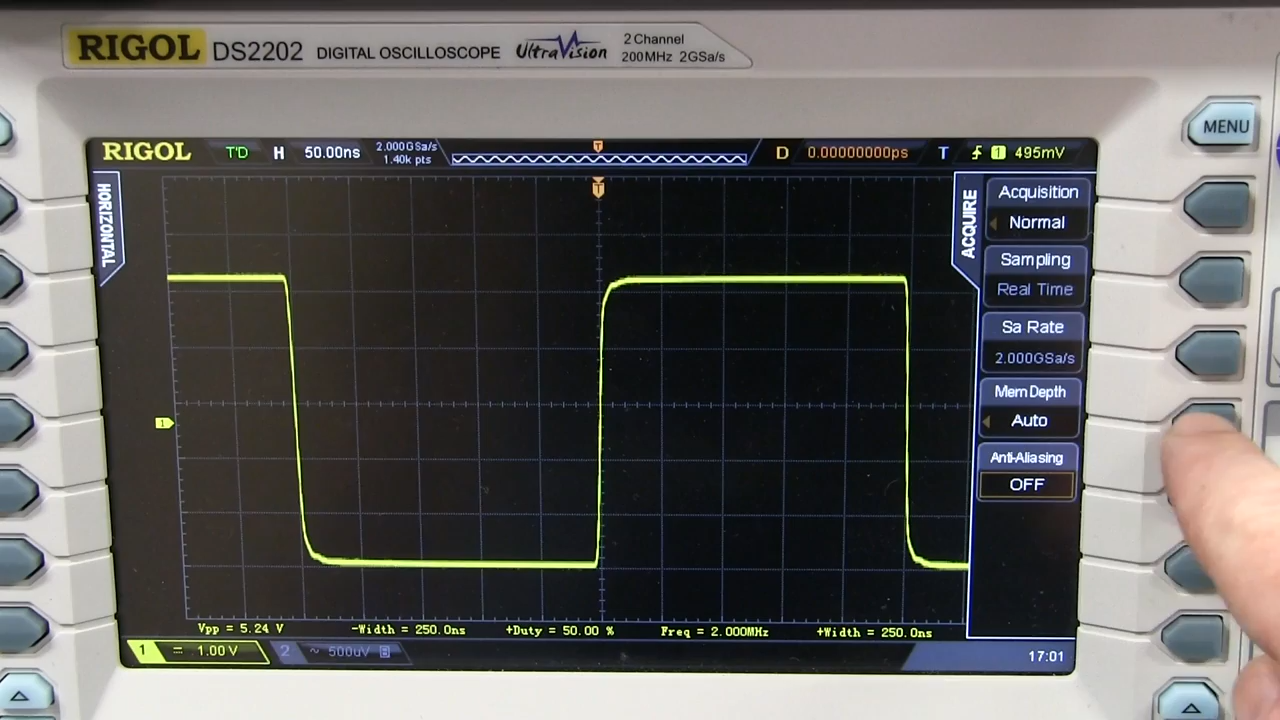 RIGOL DS2202 DIGITAL OSCILLOSCOPE UltraVision 2 Channel
200MHz 2GSa/s
MENU
RIGOL T'D H 50.00ns 2.000GSa/s D 0.00000000ps T 1 495mV
1.40k pts
T
T
HORIZONTAL
ACQUIRE
Acquisition
Normal
Sampling
Real Time
Sa Rate
2.000GSa/s
Mem Depth
Auto
Anti-Aliasing
OFF
1
Vpp = 5.24 V -Width = 250.0ns +Duty = 50.00 % Freq = 2.000MHz +Width = 250.0ns
1 = 1.00 V 2 ~ 500uV B 17:01